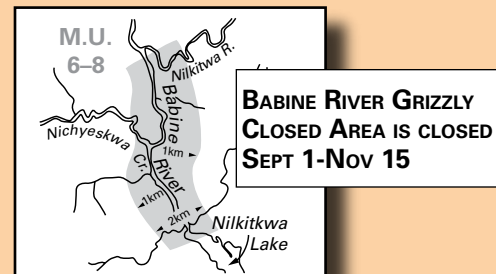 M.U.
6–8
Nilkitwa R.
Babine
River
Nichyeskwa
Cr.
1km
1km
2km
Nilkitkwa
Lake
BABINE RIVER GRIZZLY
CLOSED AREA IS CLOSED
SEPT 1-NOV 15